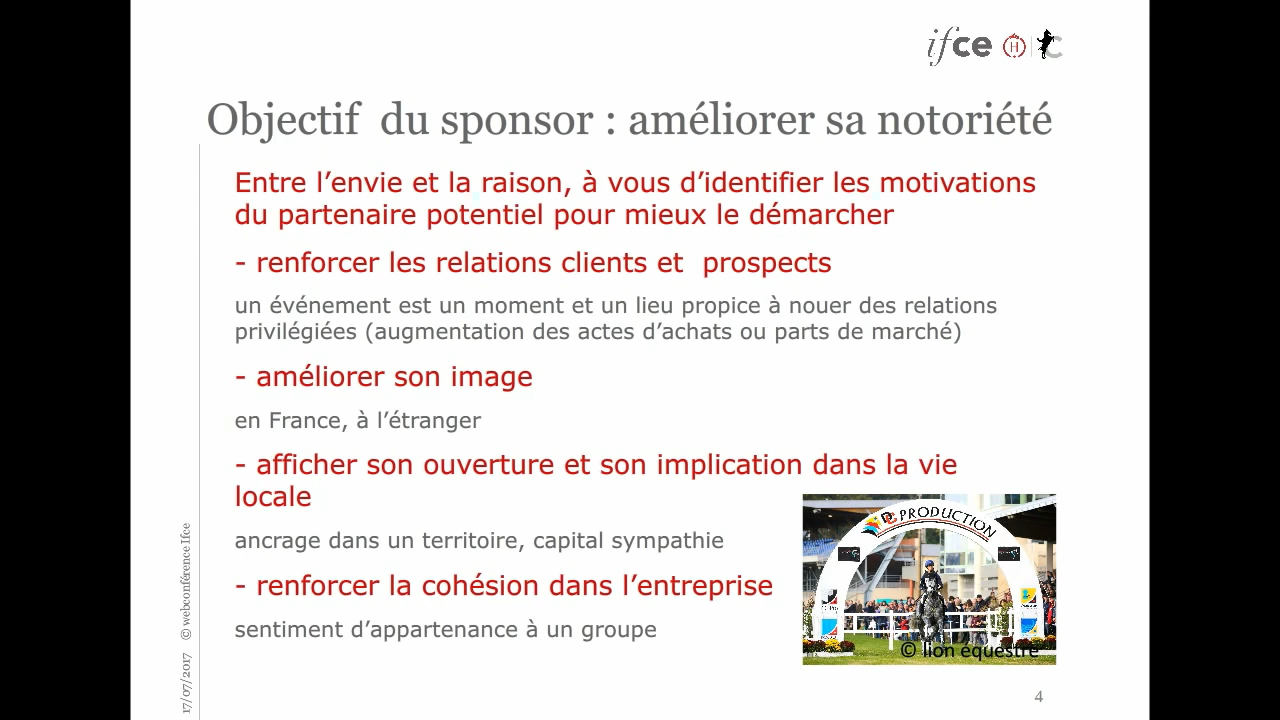 ifce
Objectif du sponsor : améliorer sa notoriété
Entre l’envie et la raison, à vous d’identifier les motivations
du partenaire potentiel pour mieux le démarcher
- renforcer les relations clients et prospects
un événement est un moment et un lieu propice à nouer des relations
privilégiées (augmentation des actes d’achats ou parts de marché)
- améliorer son image
en France, à l’étranger
- afficher son ouverture et son implication dans la vie
locale
ancrage dans un territoire, capital sympathie
- renforcer la cohésion dans l’entreprise
sentiment d’appartenance à un groupe
PRODUCTION
© lion équestre
17/07/2017 © webconférence Ifce
4